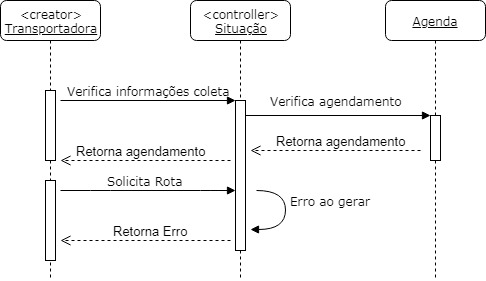 <creator>
Transportadora
<controller>
Situação
Agenda
Verifica informações coleta
Verifica agendamento
Retorna agendamento
Retorna agendamento
Solicita Rota
Erro ao gerar
Retorna Erro